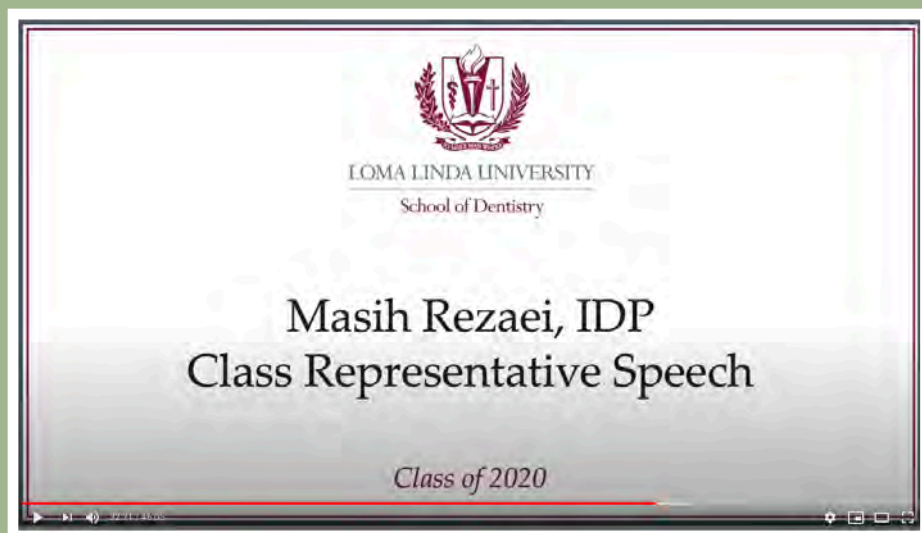 LOMA LINDA UNIVERSITY
School of Dentistry
Masih Rezaei, IDP
Class Representative Speech
Class of 2020